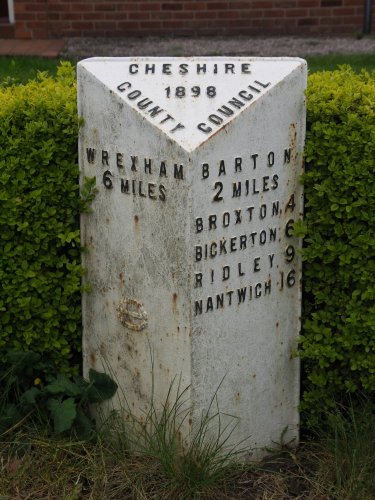 CHESHIRE
1898
COUNTY COUNCIL
WREXHAM
6 MILES
BARTON
2 MILES
BROXTON 4
BICKERTON 6
RIDLEY 9
NANTWICH 16